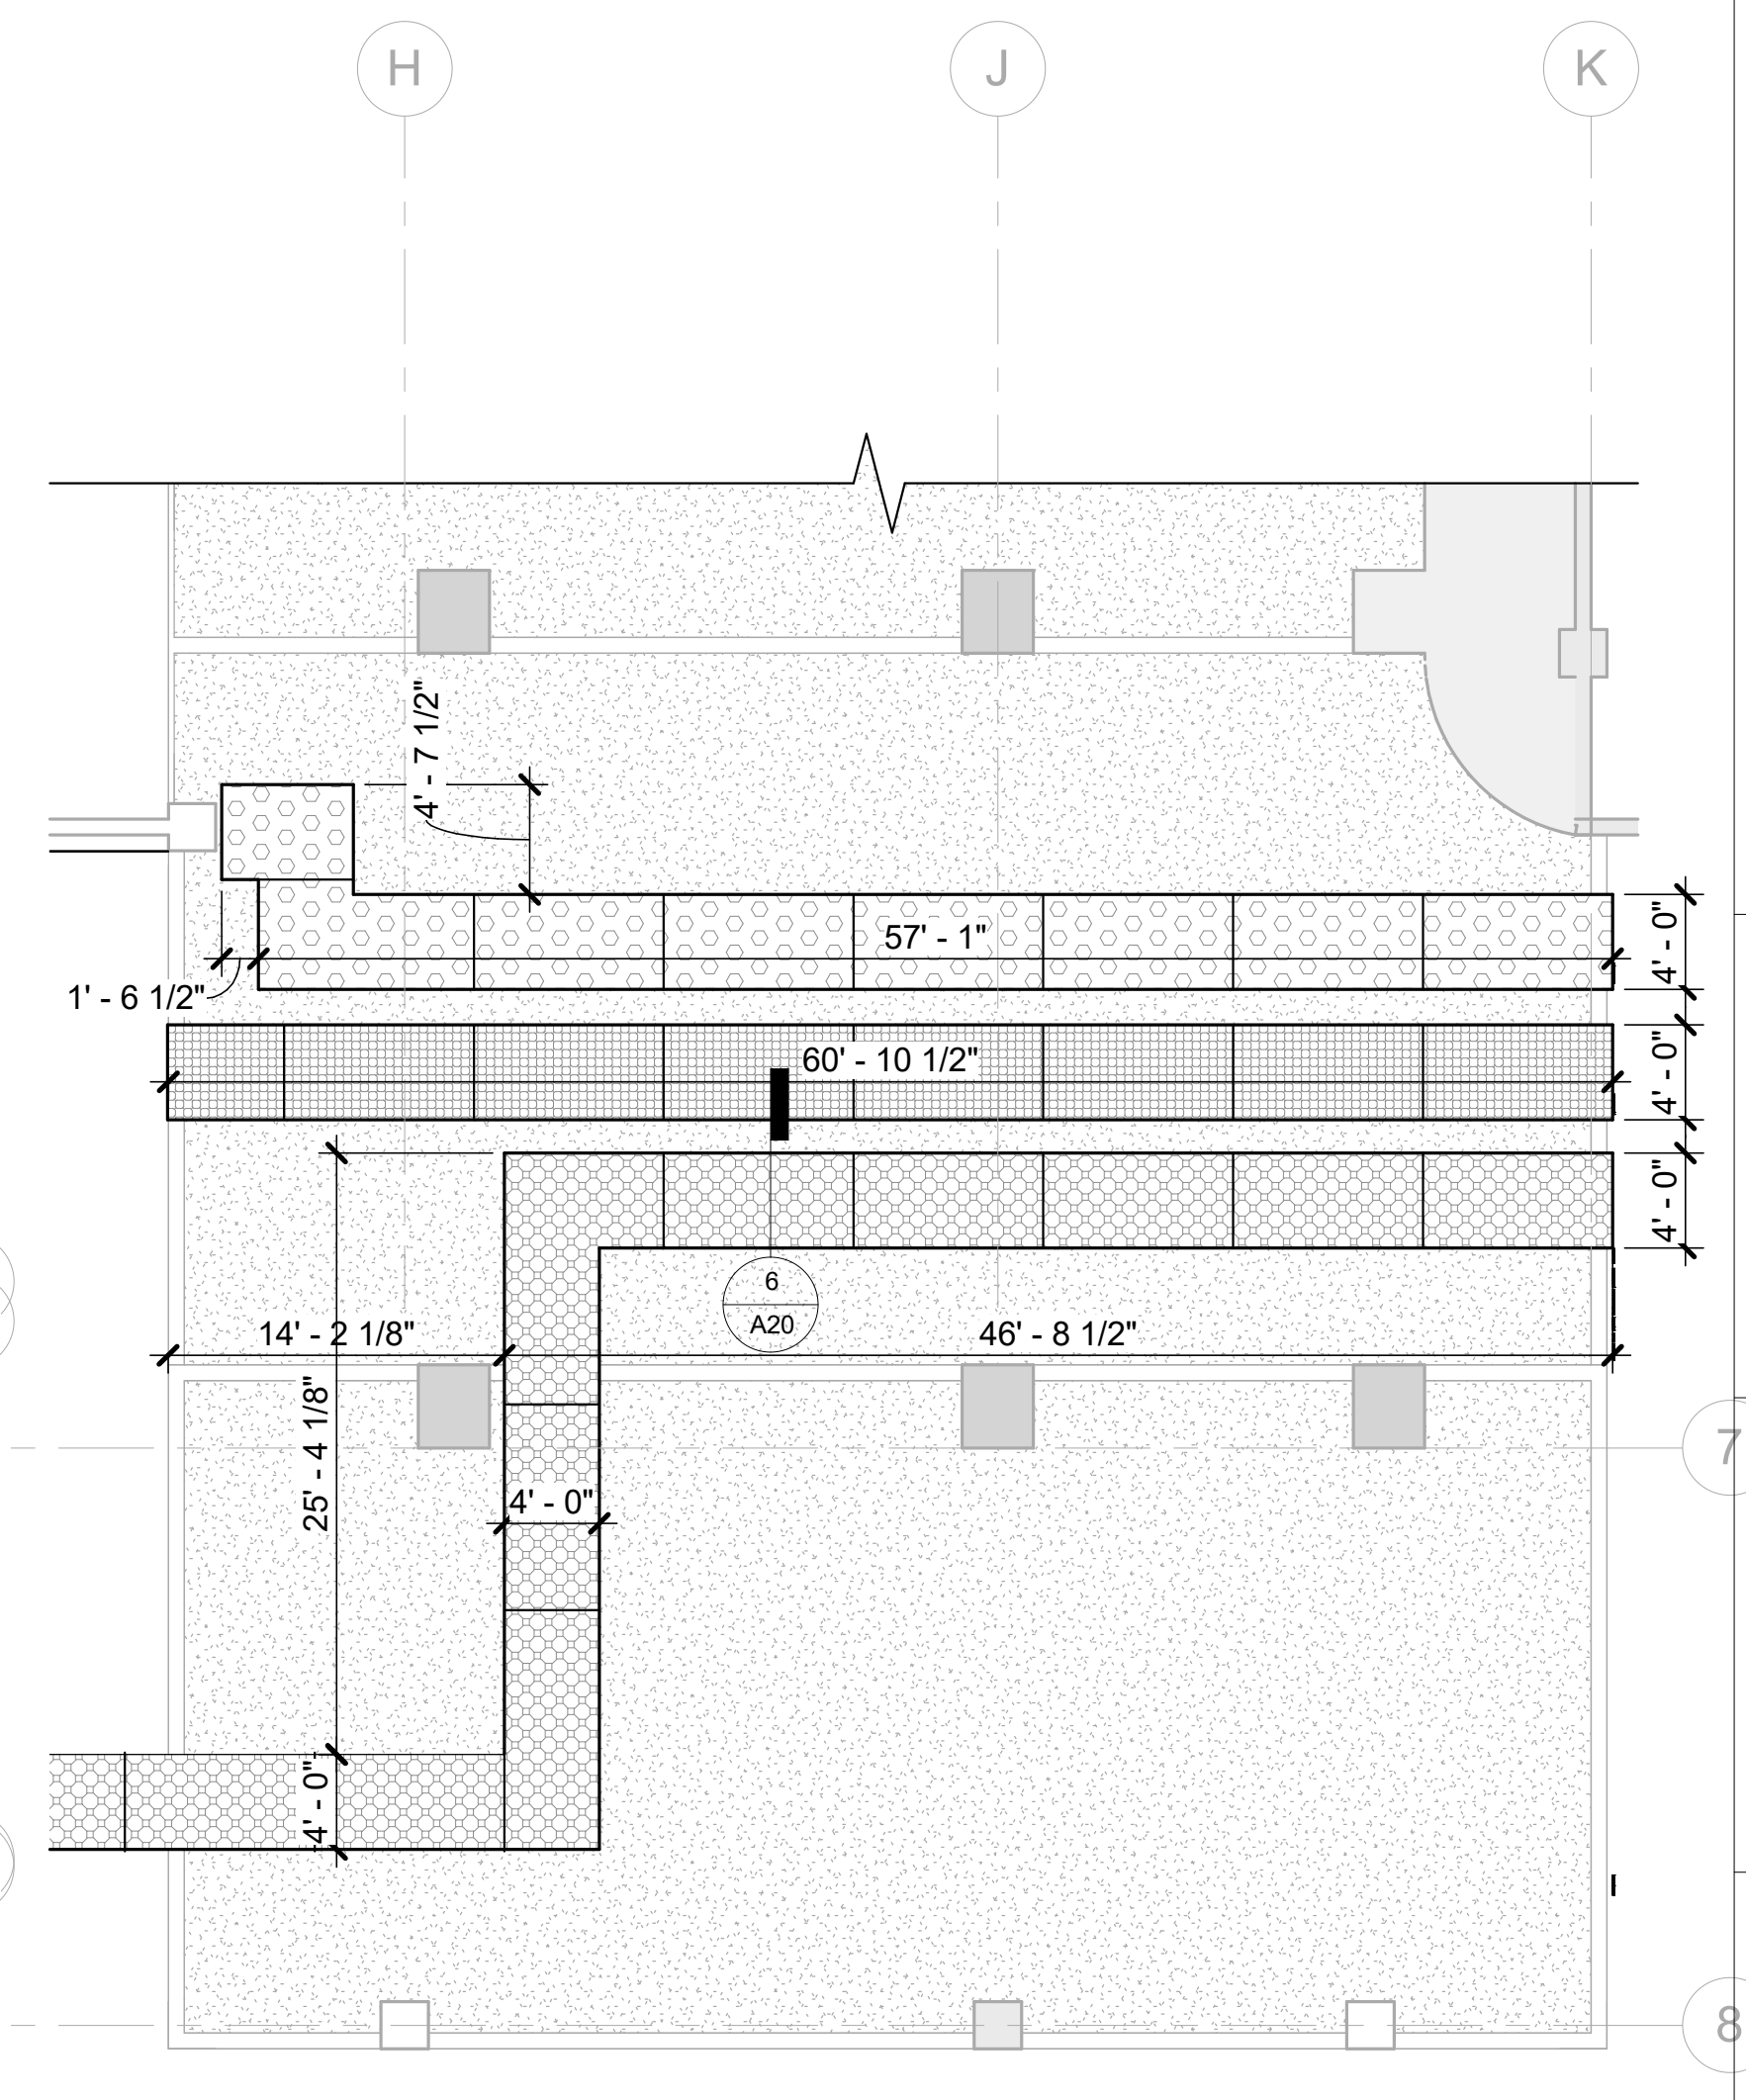 H
J
K
4' - 7 1/2"
57' - 1"
4' - 0"
1' - 6 1/2"
60' - 10 1/2"
4' - 0"
4' - 0"
6
A20
14' - 2 1/8"
46' - 8 1/2"
25' - 4 1/8"
7
4' - 0"
4' - 0"
8